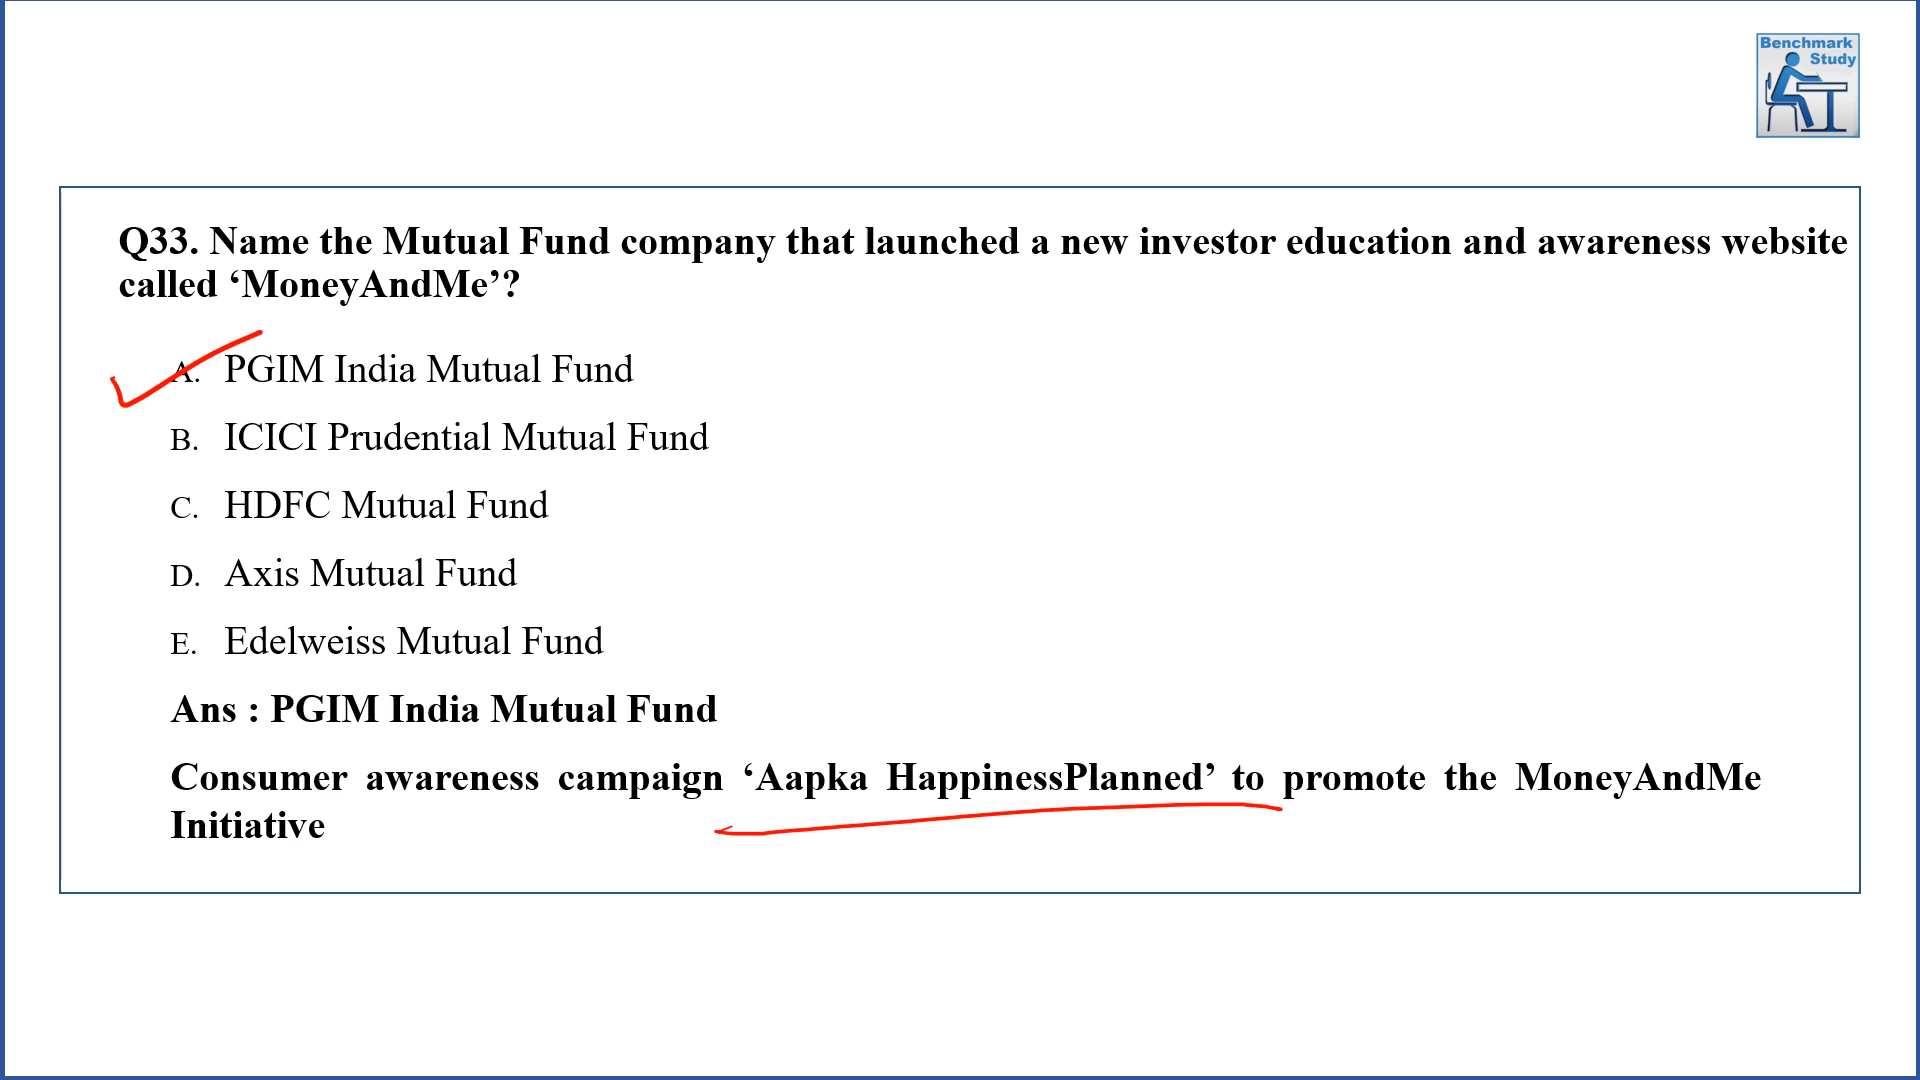 Benchmark
Study
Q33. Name the Mutual Fund company that launched a new investor education and awareness website
called ‘MoneyAndMe’?
A. PGIM India Mutual Fund
B. ICICI Prudential Mutual Fund
C. HDFC Mutual Fund
D. Axis Mutual Fund
E. Edelweiss Mutual Fund
Ans : PGIM India Mutual Fund
Consumer awareness campaign ‘Aapka HappinessPlanned’ to promote the MoneyAndMe
Initiative